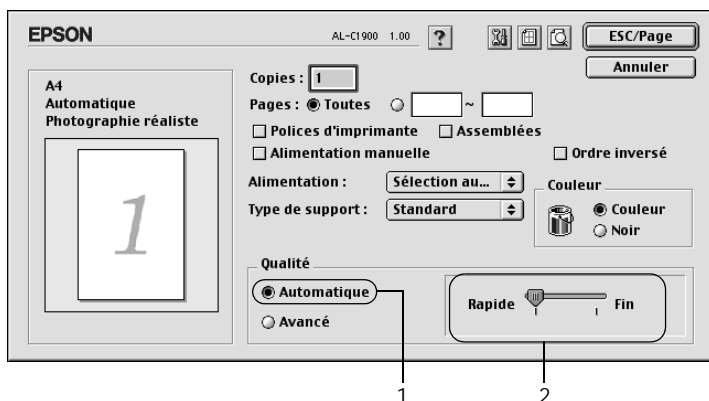 EPSON
AL-C1900 1.00
?
ESC/Page
Annuler
A4
Automatique
Photographie réaliste
1
Copies : 1
Pages : Toutes ~
Polices d'imprimante Assemblées
Alimentation manuelle Ordre inversé
Alimentation : Sélection au...
Type de support : Standard
Couleur
Couleur
Noir
Qualité
Automatique
Avancé
Rapide Fin
1 2